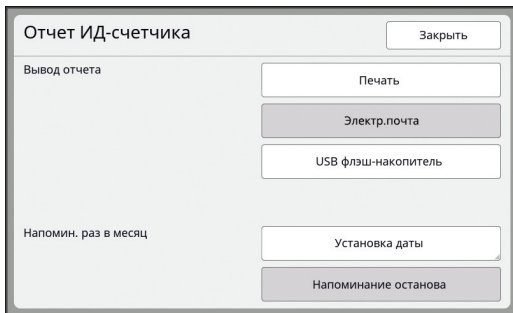 Отчет ИД-счетчика
Закрыть
Вывод отчета
Печать
Электр.почта
USB флэш-накопитель
Напомин. раз в месяц
Установка даты
Напоминание останова